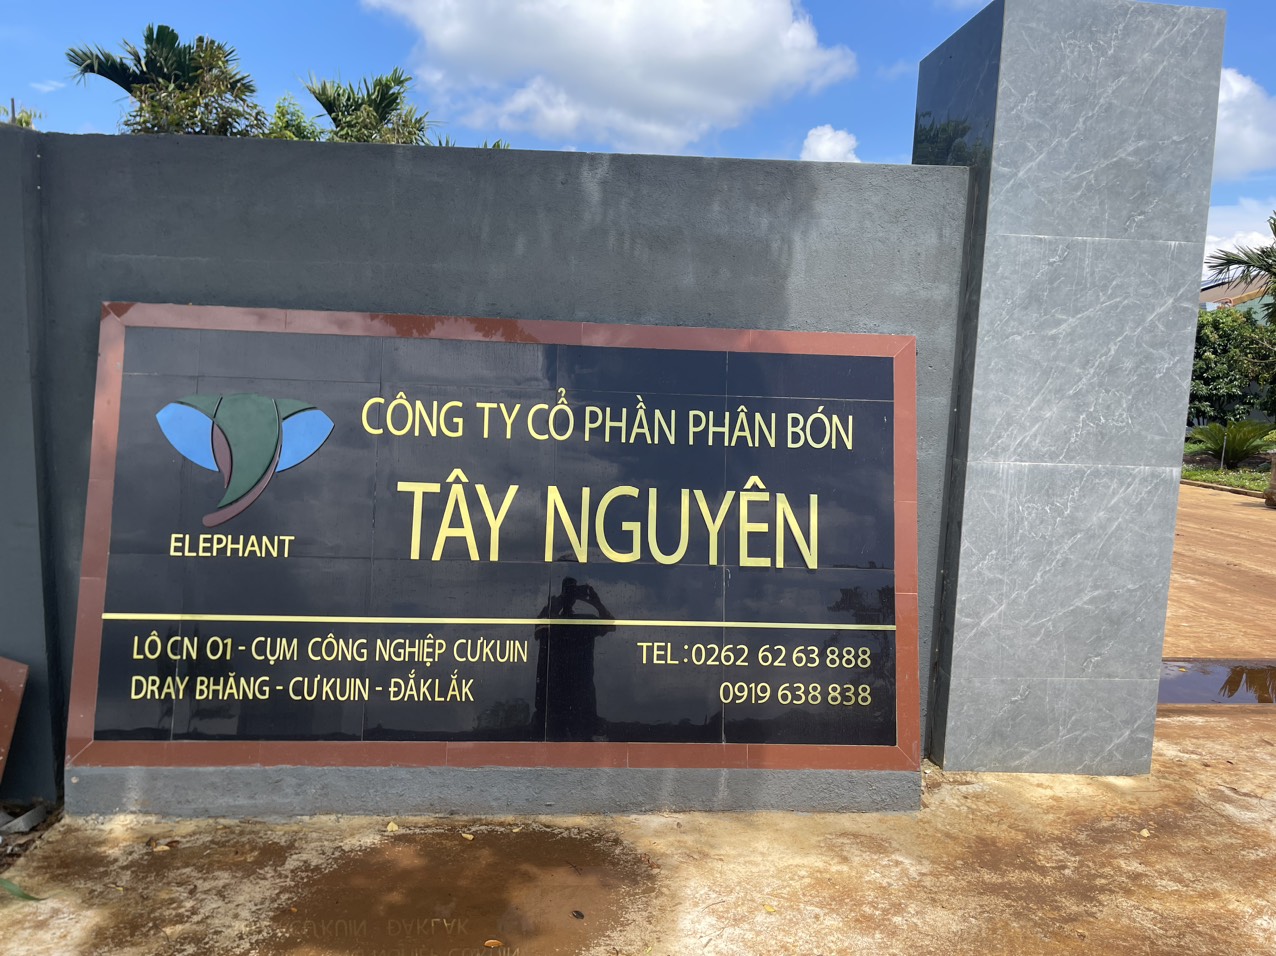 CÔNG TY CỔ PHẦN PHÂN BÓN
TÂY NGUYÊN
ELEPHANT
LÔ CN 01 - CỤM CÔNG NGHIỆP CƯKUIN
DRAY BHĂNG - CƯKUIN - ĐẮKLẮK
TEL: 0262 62 63 888
0919 638 838